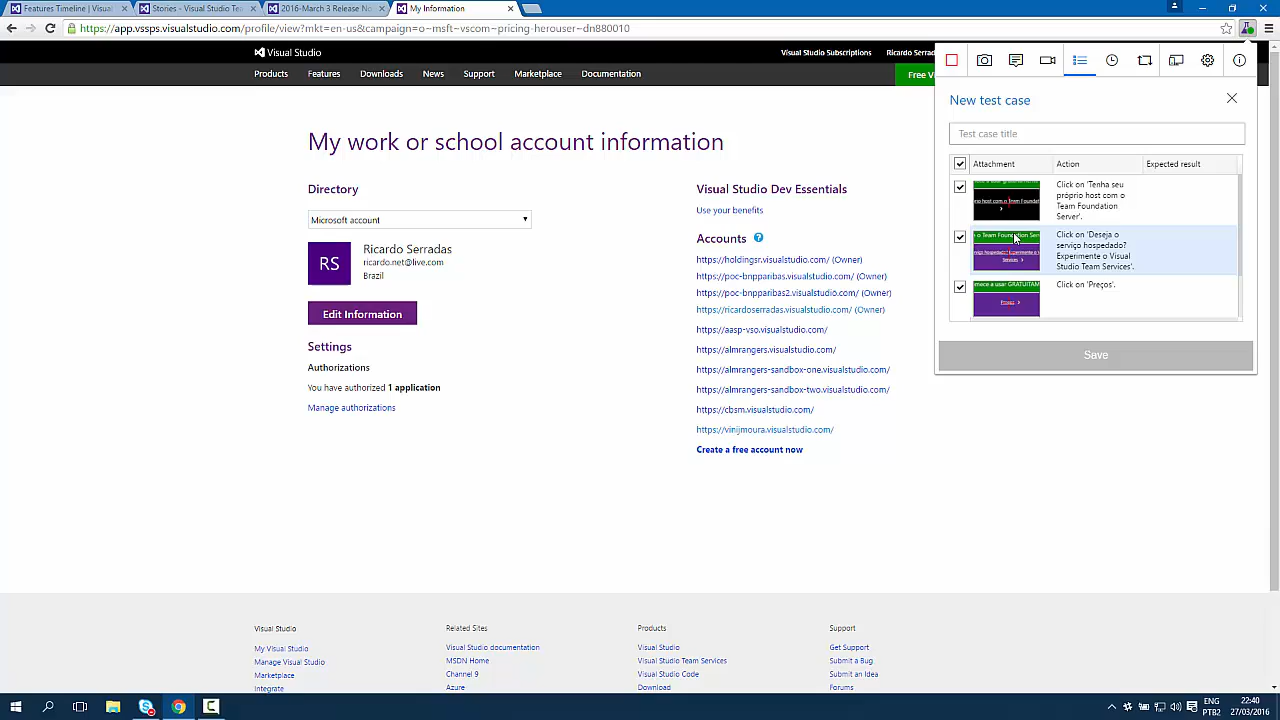 Features Timeline | Visual
Stories - Visual Studio Tea
2016-March 3 Release No
My Information
https://app.vssps.visualstudio.com/profile/view?mkt=en-us&campaign=o~msft~vscom~pricing-herouser~dn880010
Visual Studio
Visual Studio Subscriptions
Ricardo Serra
Products
Features
Downloads
News
Support
Marketplace
Documentation
Free Vi
My work or school account information
Directory
Microsoft account
RS
Ricardo Serradas
ricardo.net@live.com
Brazil
Edit Information
Settings
Authorizations
You have authorized 1 application
Manage authorizations
Visual Studio Dev Essentials
Use your benefits
Accounts ?
https://holdingsr.visualstudio.com/ (Owner)
https://poc-bnpparibas.visualstudio.com/ (Owner)
https://poc-bnpparibas2.visualstudio.com/ (Owner)
https://ricardoserradas.visualstudio.com/ (Owner)
https://aasp-vso.visualstudio.com/
https://almrangers.visualstudio.com/
https://almrangers-sandbox-one.visualstudio.com/
https://almrangers-sandbox-two.visualstudio.com/
https://cbsm.visualstudio.com/
https://vinijmoura.visualstudio.com/
Create a free account now
New test case
Test case title
Attachment
Action
Expected result
Click on 'Tenha seu
próprio host com o
Team Foundation
Server'.
Click on 'Deseja o
serviço hospedado?
Experimente o Visual
Studio Team Services'.
Click on 'Preços'.
Save
Visual Studio
My Visual Studio
Manage Visual Studio
Marketplace
Integrate
Related Sites
Visual Studio documentation
MSDN Home
Channel 9
Azure
Products
Visual Studio
Visual Studio Team Services
Visual Studio Code
Download
Support
Get Support
Submit a Bug
Submit an Idea
Forums
ENG
PTB2
22:40
27/03/2016